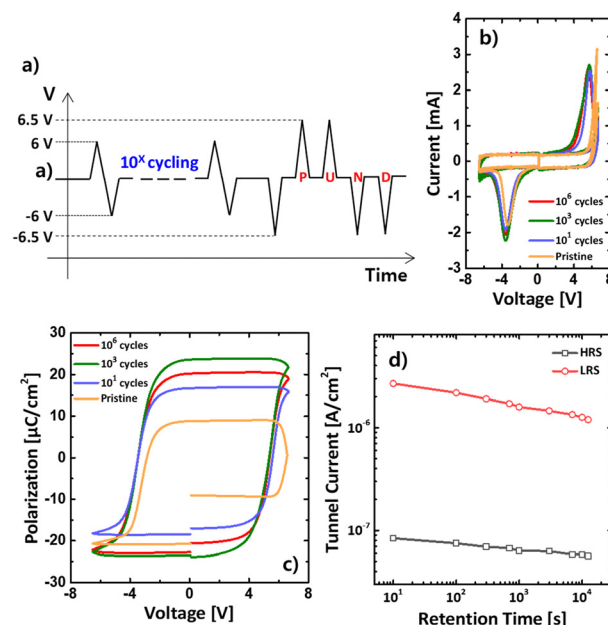 a)
V
6.5 V
6 V
a)
10ˣ cycling
P U N D
-6 V
-6.5 V
Time
b)
Current [mA]
4
3
2
1
0
-1
-2
-3
10⁶ cycles
10³ cycles
10¹ cycles
Pristine
-4 0 4 8
Voltage [V]
c)
Polarization [µC/cm²]
30
20
10
0
-10
-20
-30
10⁶ cycles
10³ cycles
10¹ cycles
Pristine
-8 -4 0 4 8
Voltage [V]
d)
Tunnel Current [A/cm²]
10⁻⁶
10⁻⁷
HRS
LRS
10¹ 10² 10³ 10⁴
Retention Time [s]